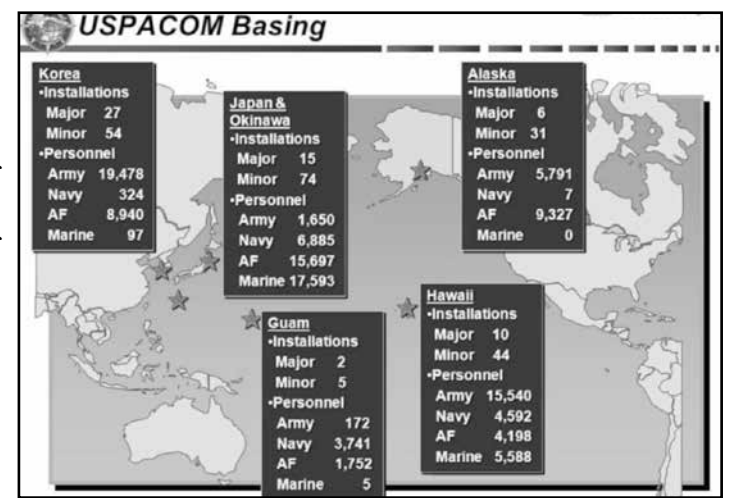 USPACOM Basing
Korea
•Installations
Major 27
Minor 54
•Personnel
Army 19,478
Navy 324
AF 8,940
Marine 97
Japan &
Okinawa
•Installations
Major 15
Minor 74
•Personnel
Army 1,650
Navy 6,885
AF 15,697
Marine 17,593
Guam
•Installations
Major 2
Minor 5
•Personnel
Army 172
Navy 3,741
AF 1,752
Marine 5
Alaska
•Installations
Major 6
Minor 31
•Personnel
Army 5,791
Navy 7
AF 9,327
Marine 0
Hawaii
•Installations
Major 10
Minor 44
•Personnel
Army 15,540
Navy 4,592
AF 4,198
Marine 5,588